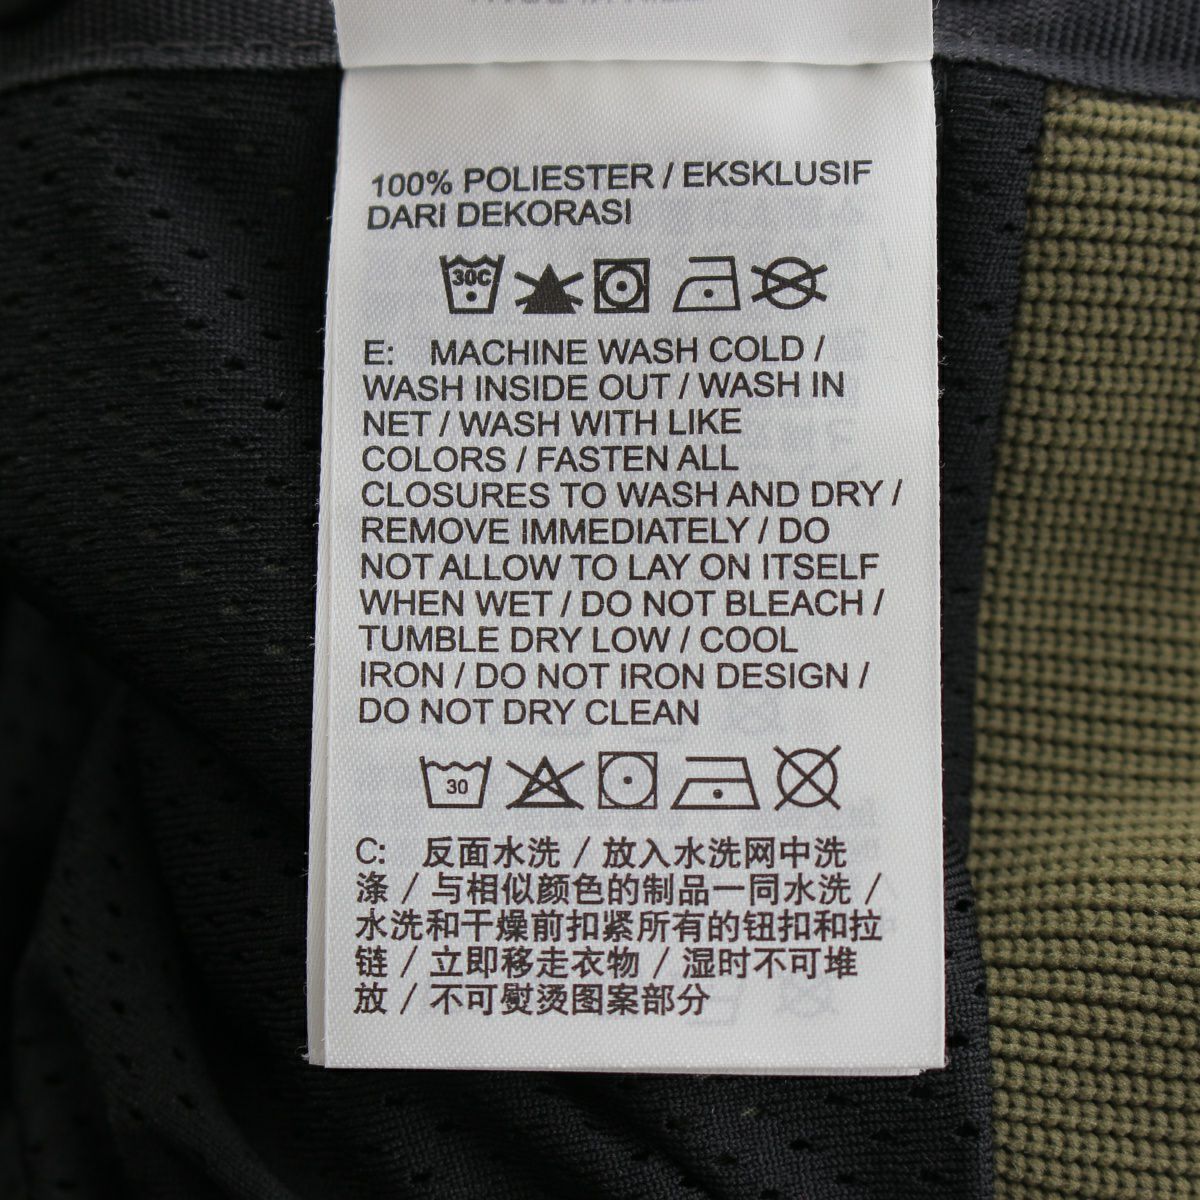 100% POLIESTER / EKSKLUSIF
DARI DEKORASI
30C
E: MACHINE WASH COLD /
WASH INSIDE OUT / WASH IN
NET / WASH WITH LIKE
COLORS / FASTEN ALL
CLOSURES TO WASH AND DRY /
REMOVE IMMEDIATELY / DO
NOT ALLOW TO LAY ON ITSELF
WHEN WET / DO NOT BLEACH /
TUMBLE DRY LOW / COOL
IRON / DO NOT IRON DESIGN /
DO NOT DRY CLEAN
30
C: 反面水洗 / 放入水洗网中洗
涤 / 与相似颜色的制品一同水洗 /
水洗和干燥前扣紧所有的钮扣和拉
链 / 立即移走衣物 / 湿时不可堆
放 / 不可熨烫图案部分